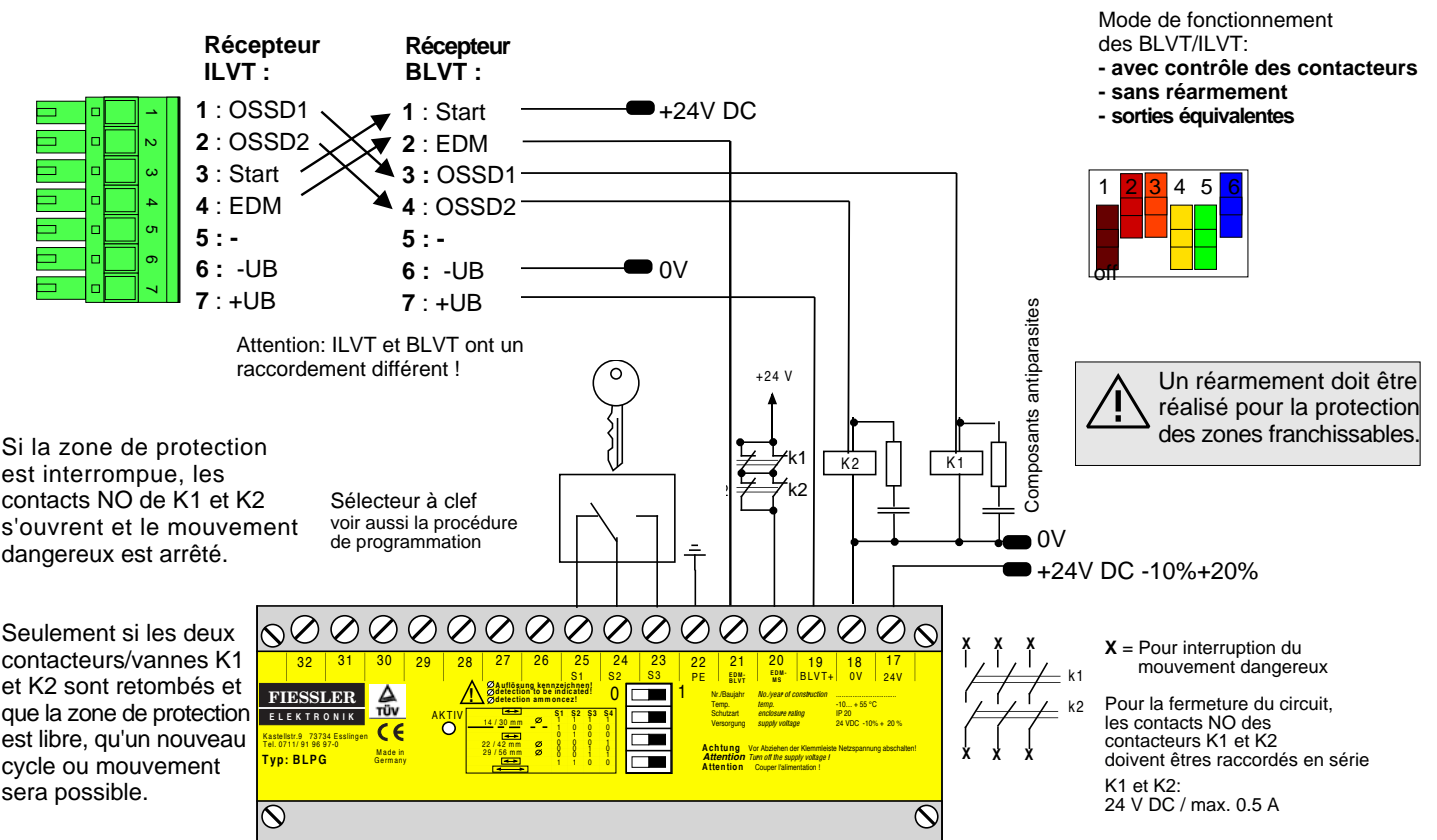 Récepteur
ILVT :
1 : OSSD1
2 : OSSD2
3 : Start
4 : EDM
5 : -
6 : -UB
7 : +UB
1
2
3
4
5
6
7
Récepteur
BLVT :
1 : Start
2 : EDM
3 : OSSD1
4 : OSSD2
5 : -
6 : -UB
7 : +UB
+24V DC
0V
Attention: ILVT et BLVT ont un
raccordement différent !
Mode de fonctionnement
des BLVT/ILVT:
- avec contrôle des contacteurs
- sans réarmement
- sorties équivalentes
1 2 3 4 5 6
off
Un réarmement doit être
réalisé pour la protection
des zones franchissables.
Composants antiparasites
+24 V
k1
k2
K2
K1
0V
+24V DC -10%+20%
Si la zone de protection
est interrompue, les
contacts NO de K1 et K2
s'ouvrent et le mouvement
dangereux est arrêté.
Sélecteur à clef
voir aussi la procédure
de programmation
Seulement si les deux
contacteurs/vannes K1
et K2 sont retombés et
que la zone de protection
est libre, qu'un nouveau
cycle ou mouvement
sera possible.
32 31 30 29 28 27 26 25 24 23 22 21 20 19 18 17
S1 S2 S3 PE EDM-BLVT EDM-MS BLVT+ 0V 24V
FIESSLER
ELEKTRONIK
TÜV
CE
Kastellstr.9 73734 Esslingen
Tel. 0711/ 91 96 97-0
Made in
Germany
Typ: BLPG
Ø Auflösung kennzeichnen!
Ø detection to be indicated!
Ø detection ammoncez!
AKTIV
S1 S2 S3 S4
14 / 30 mm Ø
22 / 42 mm Ø
29 / 56 mm Ø
0 1
Nr./Baujahr No./year of construction ................................
Temp. temp. -10... + 55 °C
Schutzart enclosure rating IP 20
Versorgung supply voltage 24 VDC -10% + 20 %
Achtung Vor Abziehen der Klemmleiste Netzspannung abschalten!
Attention Turn off the supply voltage !
Attention Couper l'alimentation !
X X X
k1
k2
X X X
X = Pour interruption du
mouvement dangereux
Pour la fermeture du circuit,
les contacts NO des
contacteurs K1 et K2
doivent êtres raccordés en série
K1 et K2:
24 V DC / max. 0.5 A